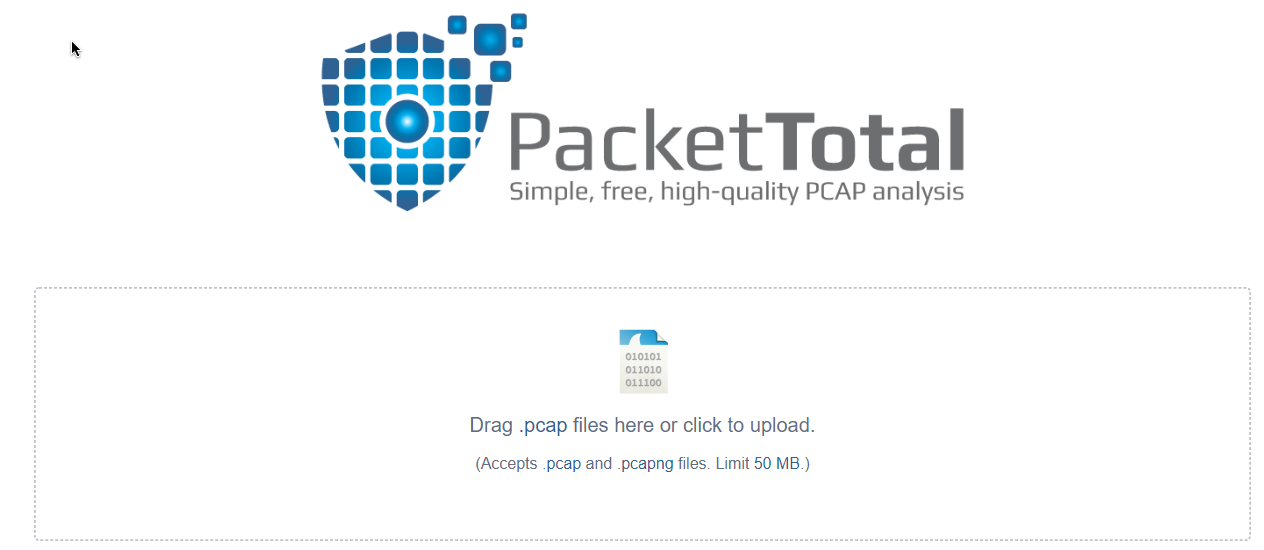 PacketTotal
Simple, free, high-quality PCAP analysis
010101
011010
011100
Drag .pcap files here or click to upload.
(Accepts .pcap and .pcapng files. Limit 50 MB.)